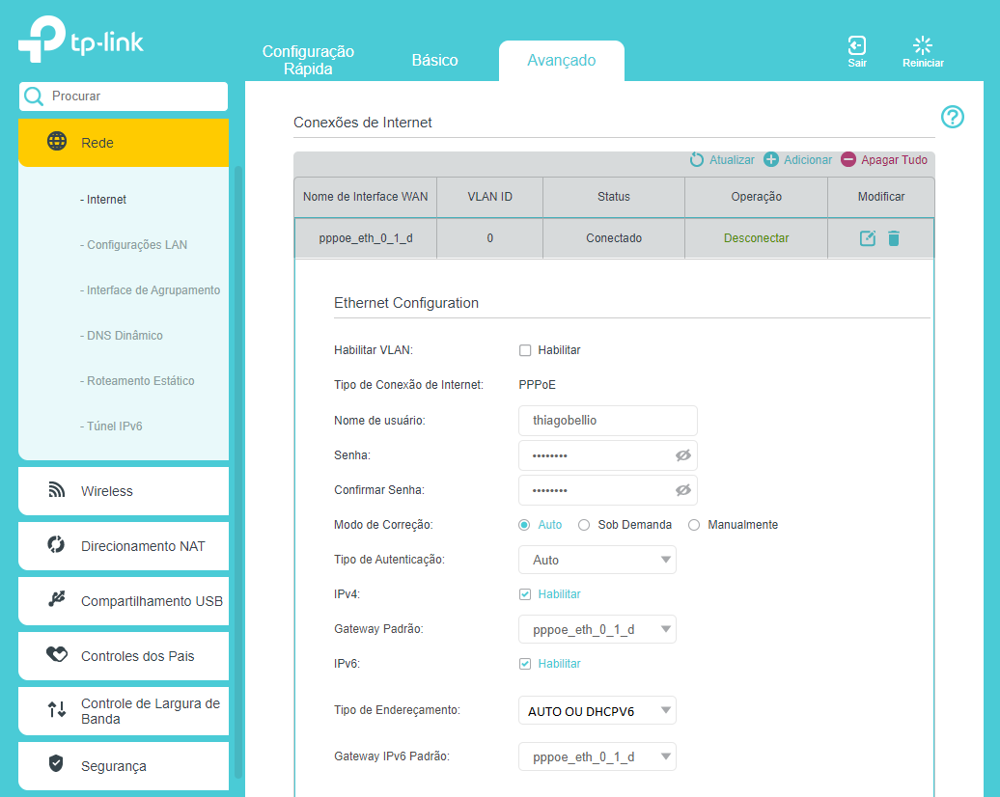 tp-link
Configuração
Rápida
Básico
Avançado
Sair
Reiniciar
Procurar
Rede
- Internet
- Configurações LAN
- Interface de Agrupamento
- DNS Dinâmico
- Roteamento Estático
- Túnel IPv6
Wireless
Direcionamento NAT
Compartilhamento USB
Controles dos Pais
Controle de Largura de
Banda
Segurança
Conexões de Internet
?
Atualizar Adicionar Apagar Tudo
Nome de Interface WAN VLAN ID Status Operação Modificar
pppoe_eth_0_1_d 0 Conectado Desconectar
Ethernet Configuration
Habilitar VLAN: Habilitar
Tipo de Conexão de Internet: PPPoE
Nome de usuário: thiagobellio
Senha: ••••••••
Confirmar Senha: ••••••••
Modo de Correção: Auto Sob Demanda Manualmente
Tipo de Autenticação: Auto
IPv4: Habilitar
Gateway Padrão: pppoe_eth_0_1_d
IPv6: Habilitar
Tipo de Endereçamento: AUTO OU DHCPV6
Gateway IPv6 Padrão: pppoe_eth_0_1_d